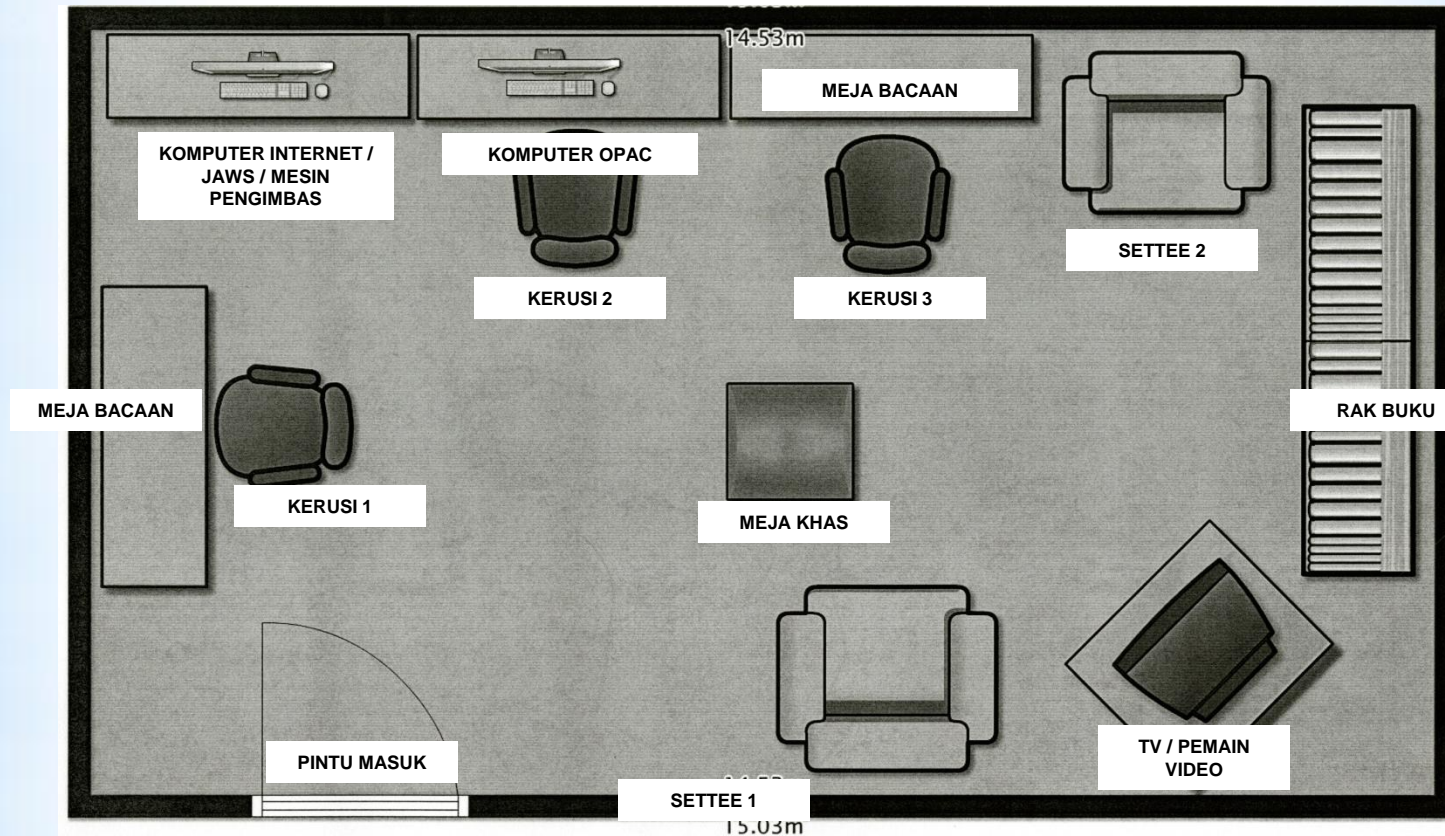 14.53m
MEJA BACAAN
KOMPUTER INTERNET /
JAWS / MESIN
PENGIMBAS
KOMPUTER OPAC
SETTEE 2
KERUSI 2
KERUSI 3
MEJA BACAAN
RAK BUKU
KERUSI 1
MEJA KHAS
PINTU MASUK
TV / PEMAIN
VIDEO
SETTEE 1
15.03m